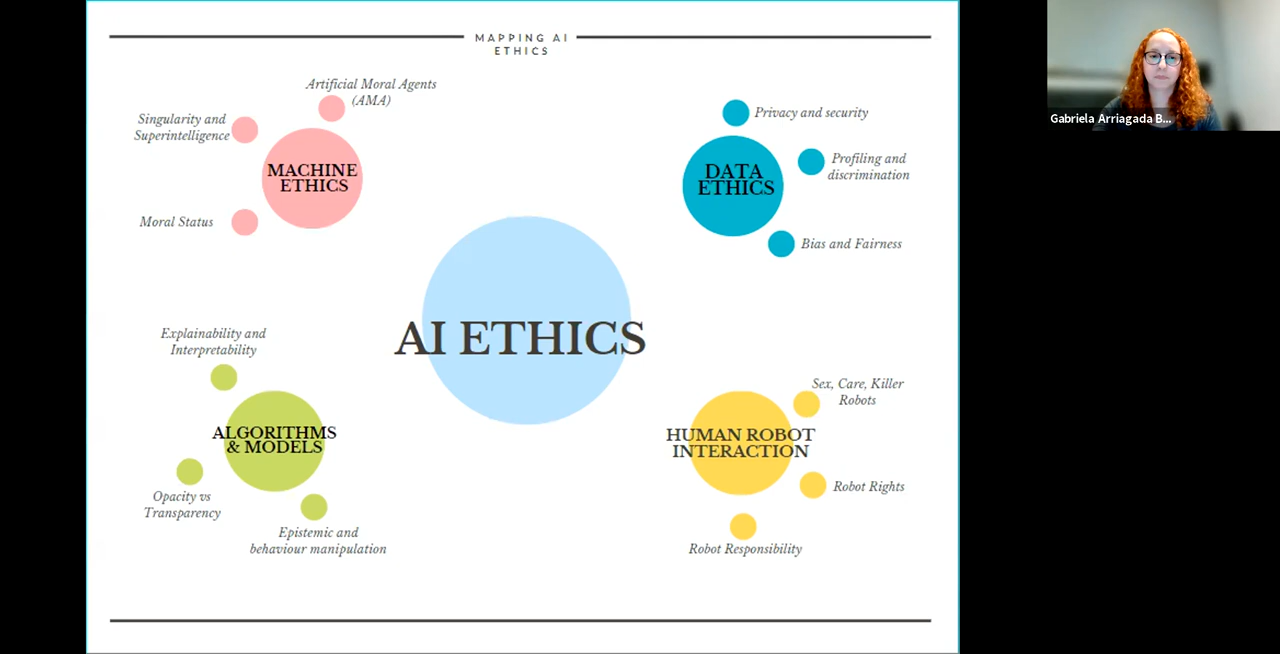 MAPPING AI
ETHICS
Artificial Moral Agents
(AMA)
Singularity and
Superintelligence
MACHINE
ETHICS
Moral Status
Privacy and security
DATA
ETHICS
Profiling and
discrimination
Bias and Fairness
AI ETHICS
Explainability and
Interpretability
ALGORITHMS
& MODELS
Opacity vs
Transparency
Epistemic and
behaviour manipulation
Sex, Care, Killer
Robots
HUMAN ROBOT
INTERACTION
Robot Rights
Robot Responsibility
Gabriela Arriagada B...